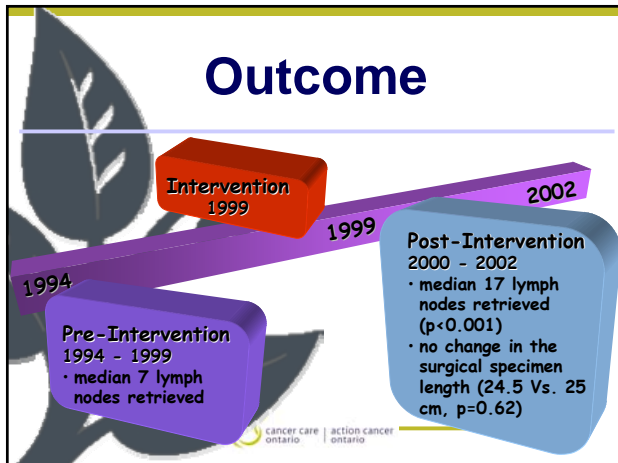 Outcome
Intervention
1999
2002
1999
1994
Pre-Intervention
1994 - 1999
• median 7 lymph
nodes retrieved
Post-Intervention
2000 - 2002
• median 17 lymph
nodes retrieved
(p<0.001)
• no change in the
surgical specimen
length (24.5 Vs. 25
cm, p=0.62)
cancer care | action cancer
ontario | ontario